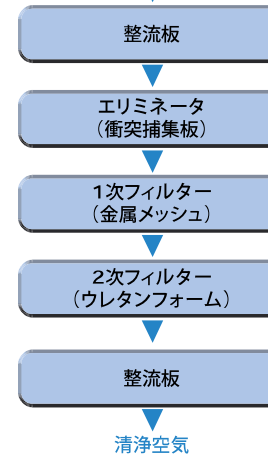 整流板
エリミネータ
（衝突捕集板）
1次フィルター
（金属メッシュ）
2次フィルター
（ウレタンフォーム）
整流板
清浄空気